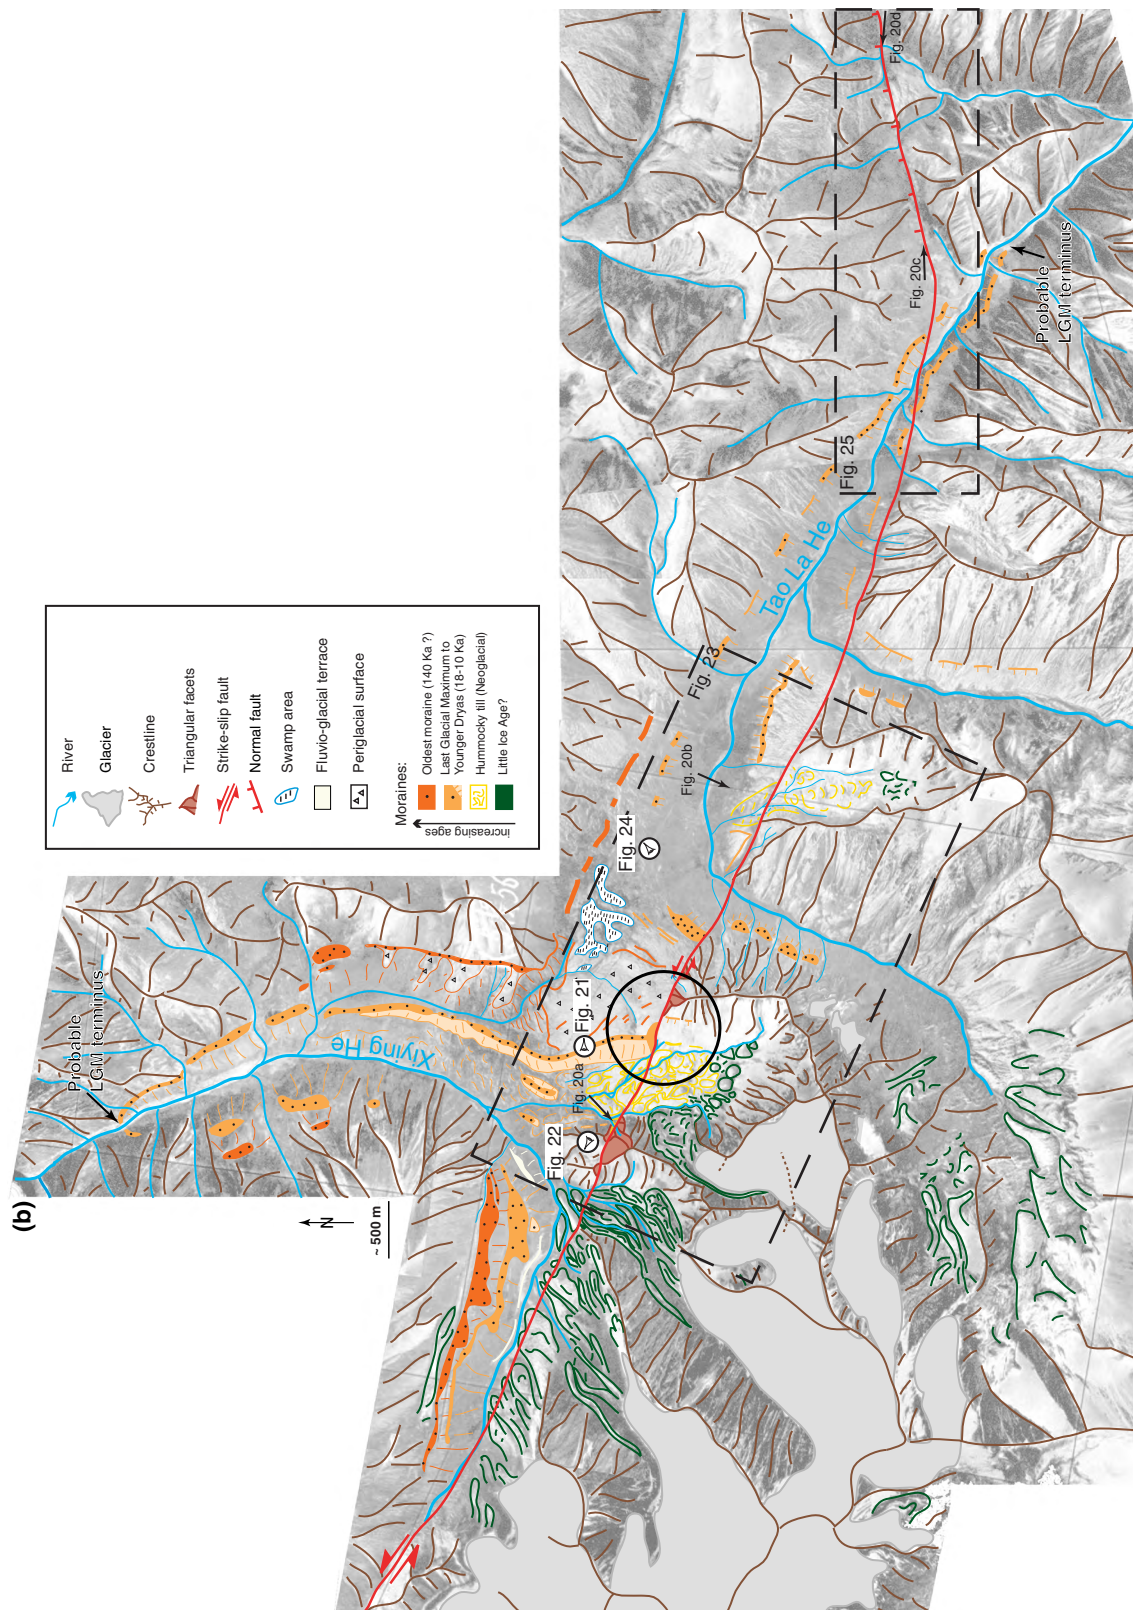 (b)
N
~ 500 m
River
Glacier
Crestline
Triangular facets
Strike-slip fault
Normal fault
Swamp area
Fluvio-glacial terrace
Periglacial surface
Moraines:
Oldest moraine (140 Ka ?)
Last Glacial Maximum to
Younger Dryas (18-10 Ka)
Hummocky till (Neoglacial)
Little Ice Age?
increasing ages
Probable
LGM terminus
Xiying He
Fig. 22
Fig. 20a
Fig. 21
Fig. 24
Fig. 20b
Fig. 23
Tao La He
Fig. 25
Fig. 20c
Fig. 20d
Probable
LGM terminus